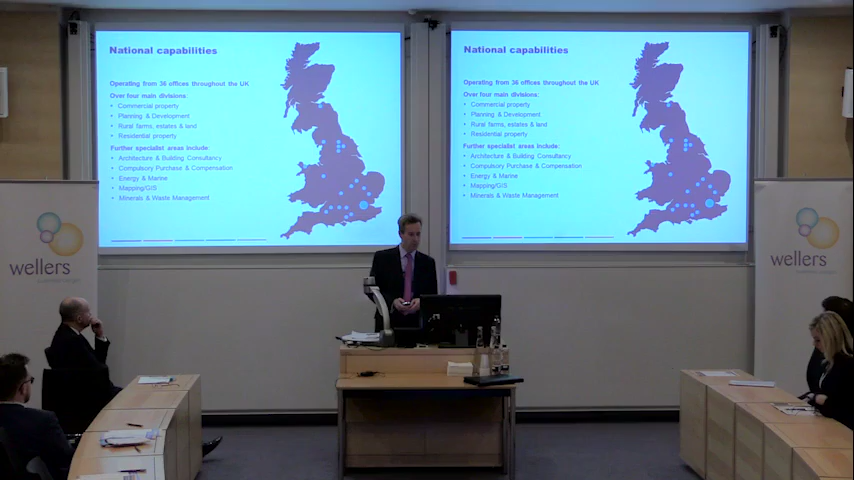 National capabilities
Operating from 36 offices throughout the UK
Over four main divisions:
• Commercial property
• Planning & Development
• Rural farms, estates & land
• Residential property
Further specialist areas include:
• Architecture & Building Consultancy
• Compulsory Purchase & Compensation
• Energy & Marine
• Mapping/GIS
• Minerals & Waste Management
National capabilities
Operating from 36 offices throughout the UK
Over four main divisions:
• Commercial property
• Planning & Development
• Rural farms, estates & land
• Residential property
Further specialist areas include:
• Architecture & Building Consultancy
• Compulsory Purchase & Compensation
• Energy & Marine
• Mapping/GIS
• Minerals & Waste Management
wellers
wellers